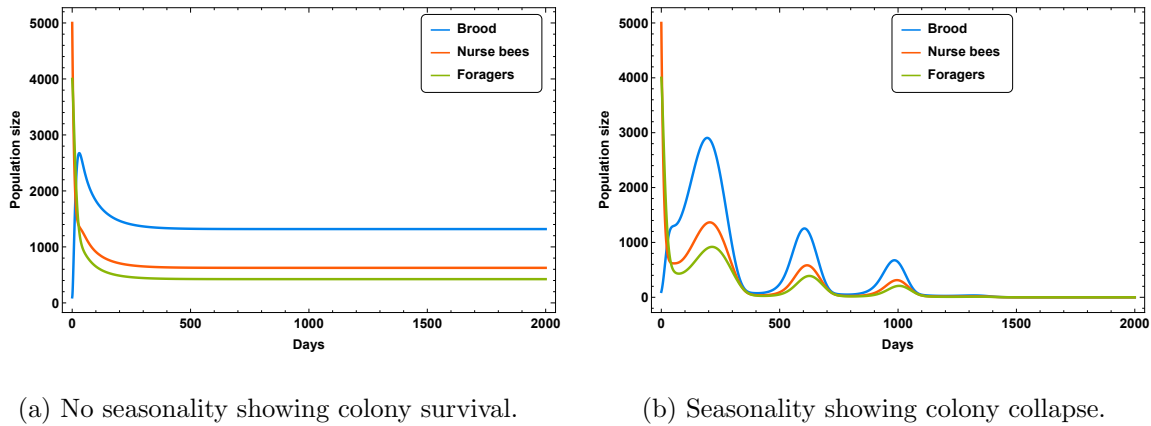 5000
4000
3000
2000
1000
0
Population size
Brood
Nurse bees
Foragers
0 500 1000 1500 2000
Days
(a) No seasonality showing colony survival.
5000
4000
3000
2000
1000
0
Population size
Brood
Nurse bees
Foragers
0 500 1000 1500 2000
Days
(b) Seasonality showing colony collapse.